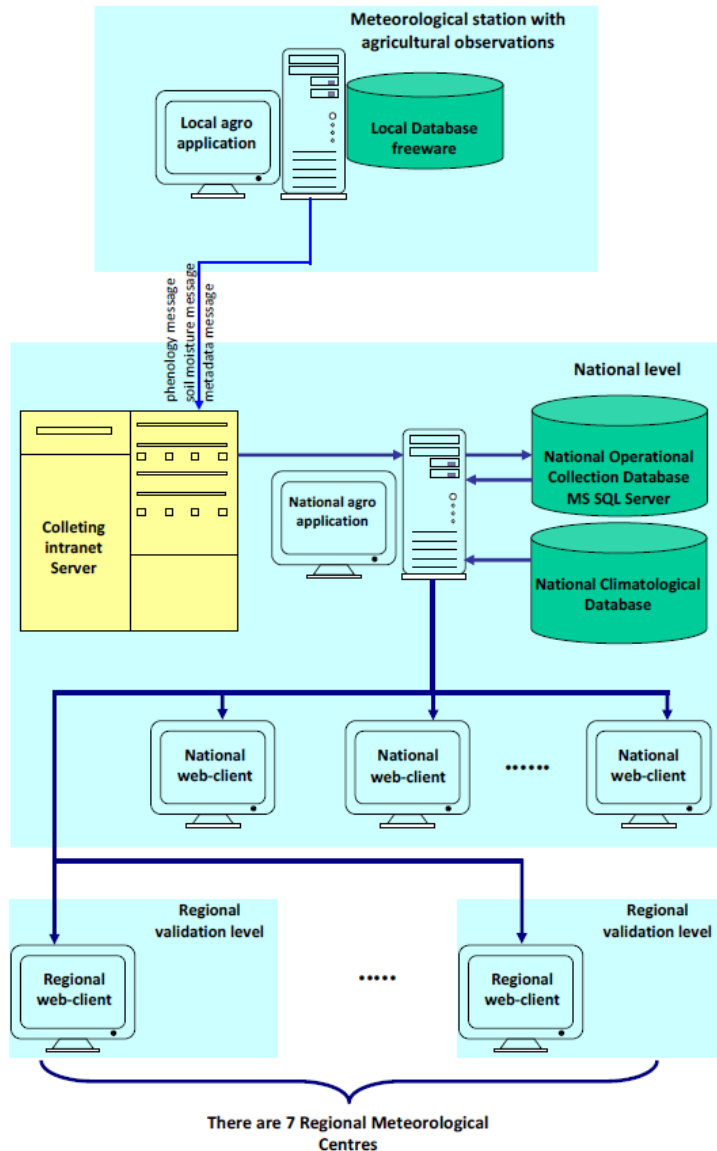 Meteorological station with
agricultural observations
Local agro
application
Local Database
freeware
phenology message
soil moisture message
metadata message
National level
National Operational
Collection Database
MS SQL Server
National agro
application
Colleting
intranet
Server
National Climatological
Database
National
web-client
National
web-client
......
National
web-client
Regional
validation level
Regional
validation level
Regional
web-client
.....
Regional
web-client
There are 7 Regional Meteorological
Centres